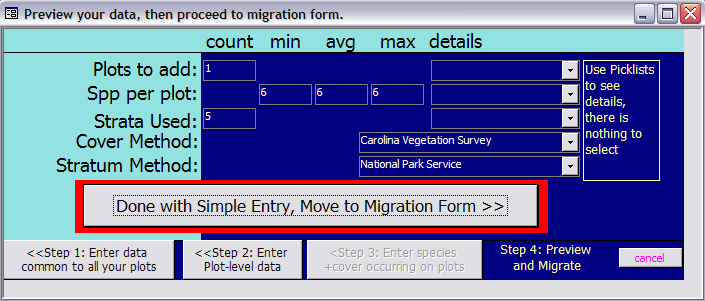 Preview your data, then proceed to migration form.
count min avg max details
Plots to add: 1
Spp per plot: 6 6 6
Strata Used: 5
Cover Method: Carolina Vegetation Survey
Stratum Method: National Park Service
Use Picklists
to see
details,
there is
nothing to
select
Done with Simple Entry, Move to Migration Form >>
<<Step 1: Enter data
common to all your plots
<<Step 2: Enter
Plot-level data
<Step 3: Enter species
+cover occurring on plots
Step 4: Preview
and Migrate
cancel